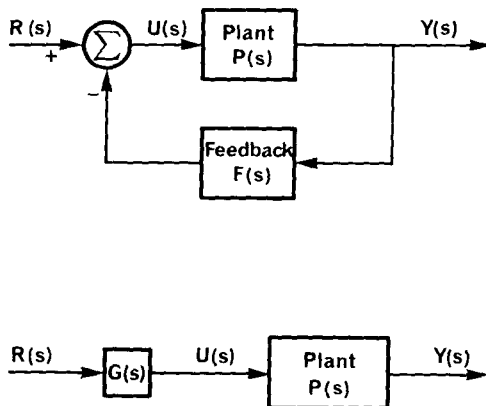 R(s) + Σ U(s) Plant P(s) Y(s)
−
Feedback F(s)
R(s) G(s) U(s) Plant P(s) Y(s)